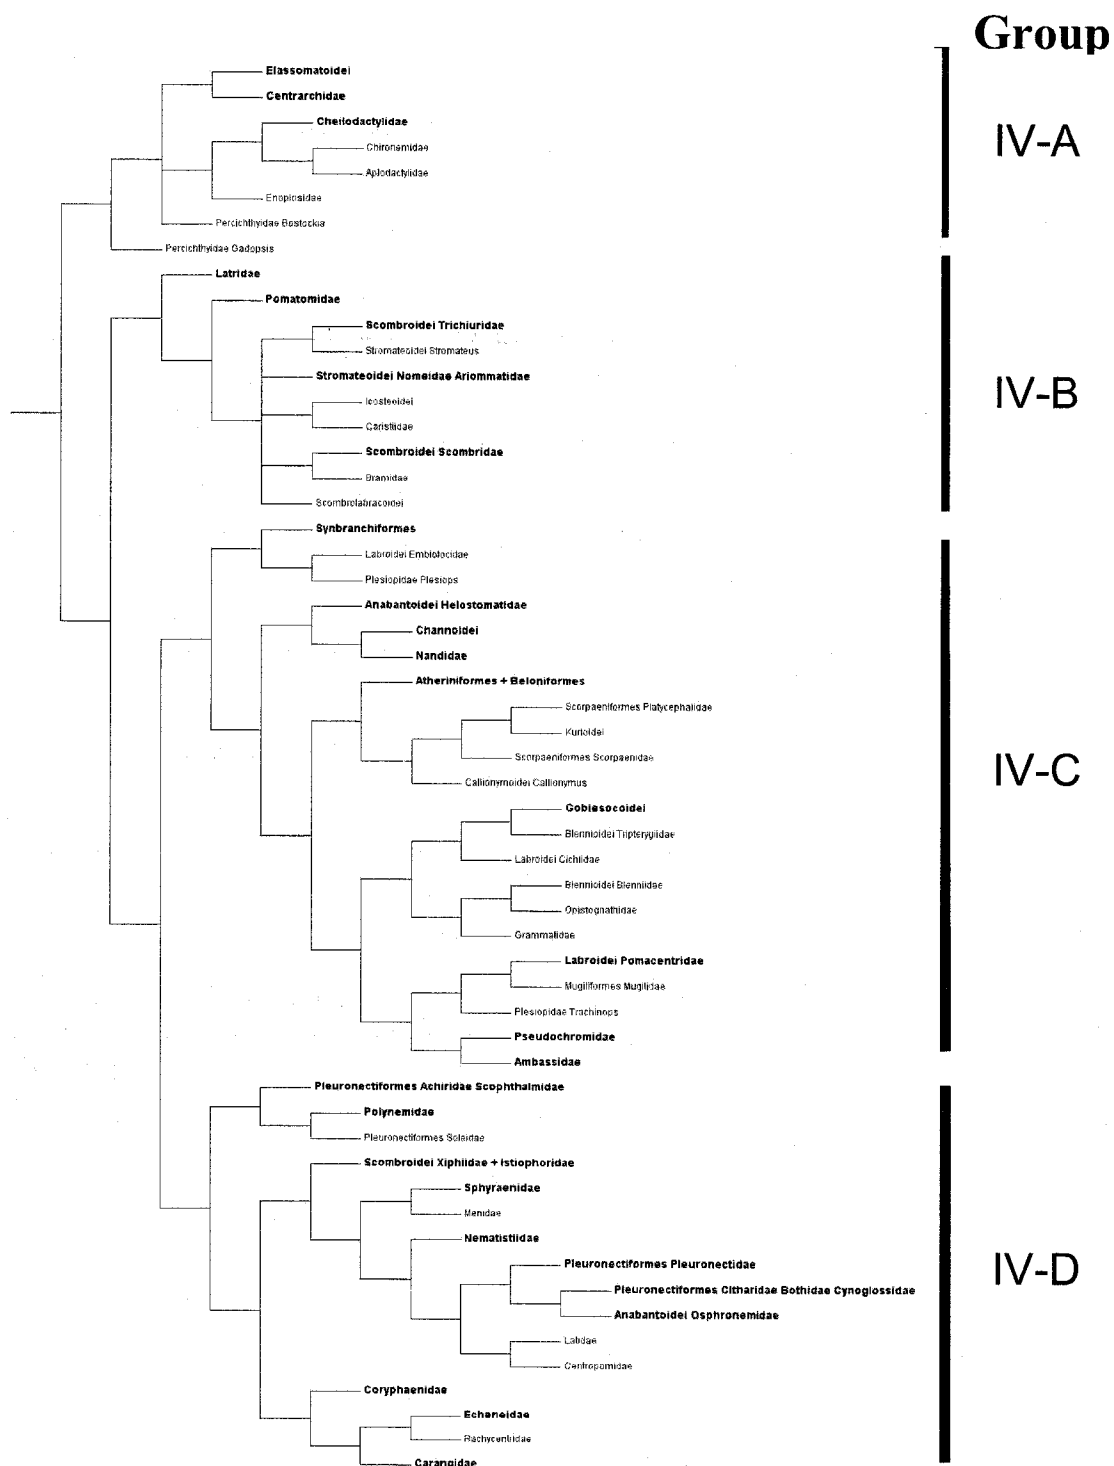 Group
Elassomatoidei
Centrarchidae
Cheilodactylidae
Chironemidae
Aplodactylidae
Enoplosidae
Percichthyidae Bostockia
Percichthyidae Gadopsis
IV-A
Latridae
Pomatomidae
Scombroidei Trichiuridae
Stromateoidei Stromateus
Stromateoidei Nomeidae Ariommatidae
Icosteoidei
Caristiidae
Scombroidei Scombridae
Bramidae
Scombrolabracoidei
IV-B
Synbranchiformes
Labroidei Embiotocidae
Plesiopidae Plesiops
Anabantoidei Helostomatidae
Channoidei
Nandidae
Atheriniformes + Beloniformes
Scorpaeniformes Platycephalidae
Kurtoidei
Scorpaeniformes Scorpaenidae
Callionymoidei Callionymus
Gobiesocoidei
Blennioidei Tripterygiidae
Labroidei Cichlidae
Blennioidei Blenniidae
Opistognathidae
Grammatidae
Labroidei Pomacentridae
Mugiliformes Mugilidae
Plesiopidae Trachinops
Pseudochromidae
Ambassidae
IV-C
Pleuronectiformes Achiridae Scophthalmidae
Polynemidae
Pleuronectiformes Soleidae
Scombroidei Xiphiidae + Istiophoridae
Sphyraenidae
Menidae
Nematistiidae
Pleuronectiformes Pleuronectidae
Pleuronectiformes Citharidae Bothidae Cynoglossidae
Anabantoidei Osphronemidae
Latidae
Centropomidae
Coryphaenidae
Echeneidae
Rachycentridae
Carangidae
IV-D